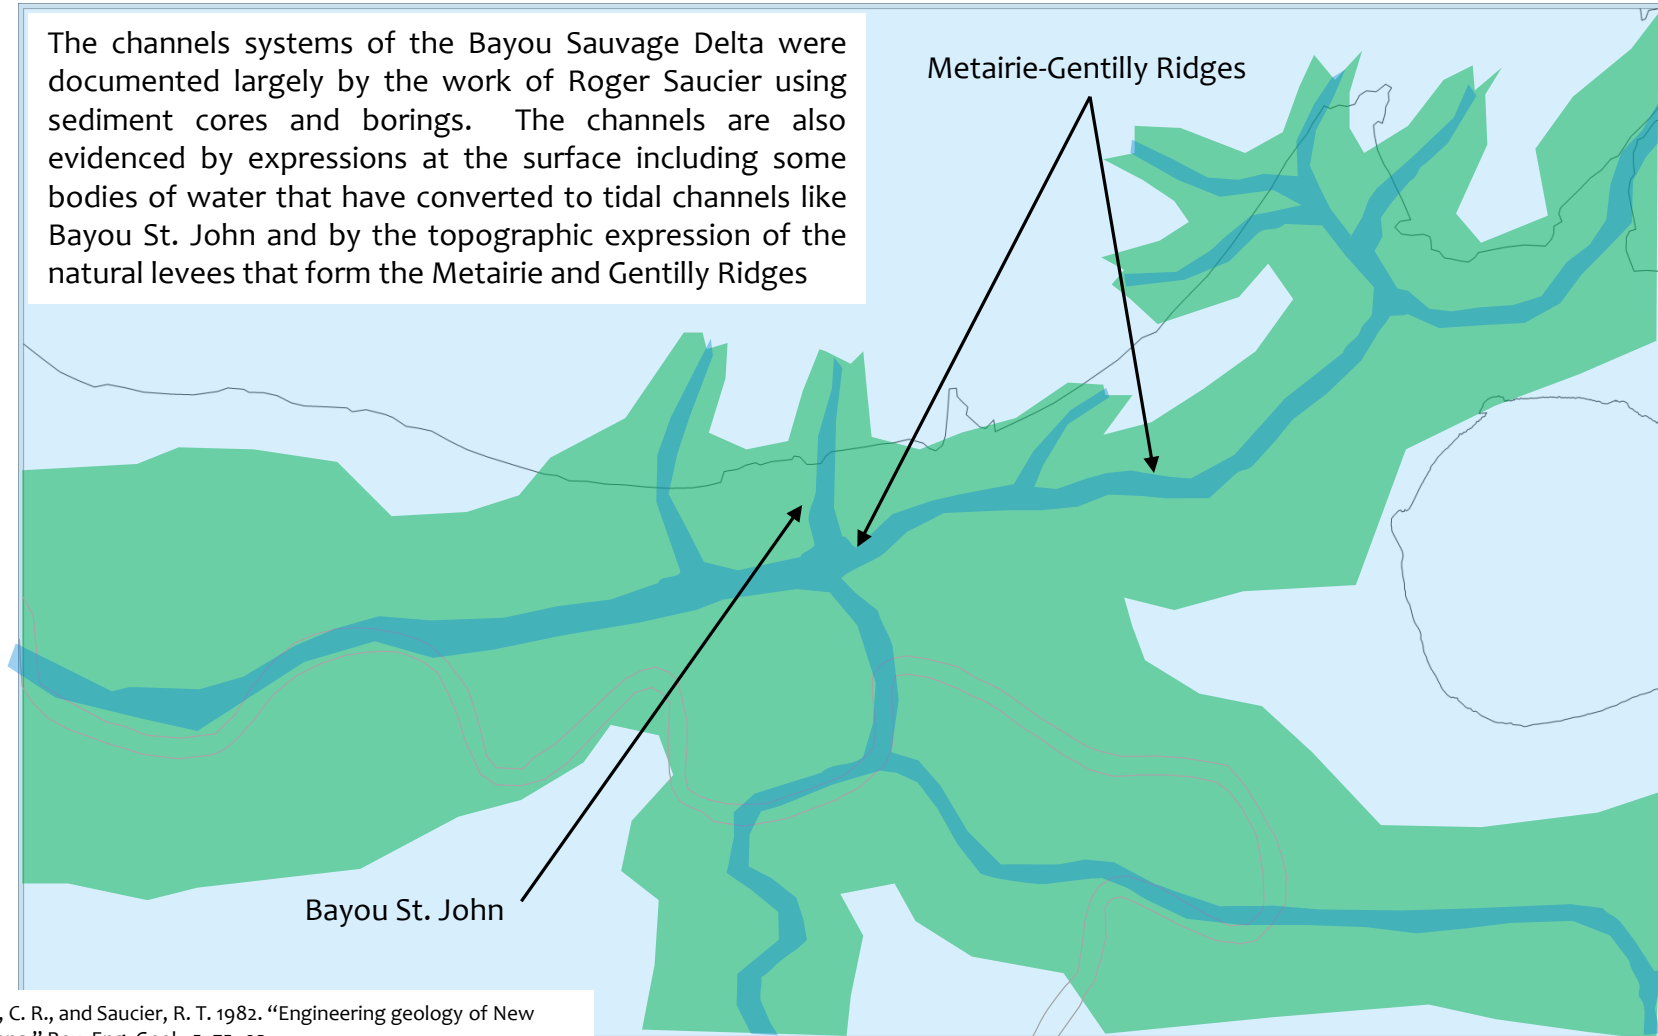 The channels systems of the Bayou Sauvage Delta were
documented largely by the work of Roger Saucier using
sediment cores and borings. The channels are also
evidenced by expressions at the surface including some
bodies of water that have converted to tidal channels like
Bayou St. John and by the topographic expression of the
natural levees that form the Metairie and Gentilly Ridges
Metairie-Gentilly Ridges
Bayou St. John
, C. R., and Saucier, R. T. 1982. “Engineering geology of New